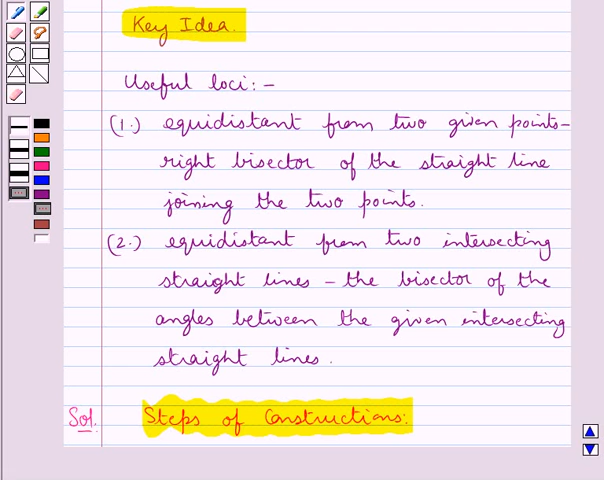 Key Idea.
Useful loci:-
(1.) equidistant from two given points-
right bisector of the straight line
joining the two points.
(2.) equidistant from two intersecting
straight lines - the bisector of the
angles between the given intersecting
straight lines.
Sol. Steps of Constructions: